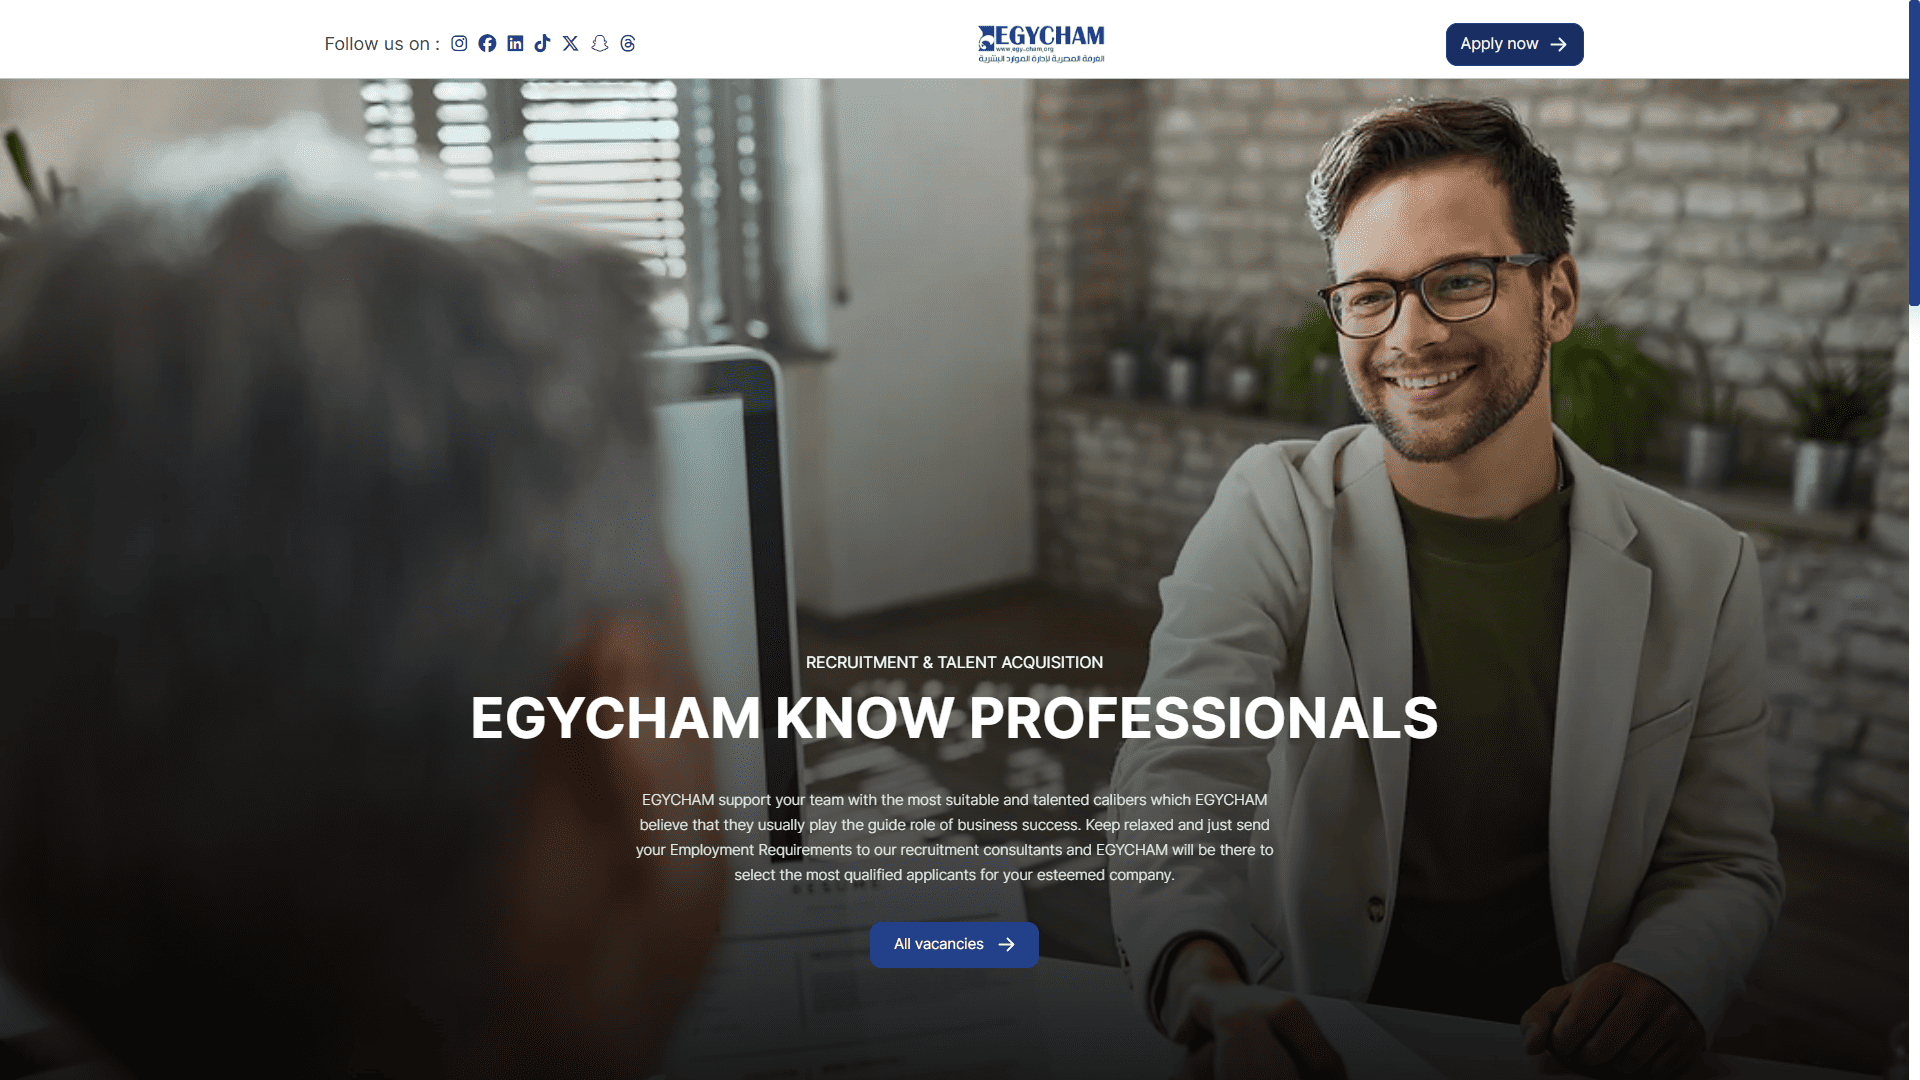 Follow us on :
EGYCHAM
www.egy-cham.org
الغرفة المصرية لإدارة الموارد البشرية
Apply now
RECRUITMENT & TALENT ACQUISITION
EGYCHAM KNOW PROFESSIONALS
EGYCHAM support your team with the most suitable and talented calibers which EGYCHAM
believe that they usually play the guide role of business success. Keep relaxed and just send
your Employment Requirements to our recruitment consultants and EGYCHAM will be there to
select the most qualified applicants for your esteemed company.
RESUME
All vacancies